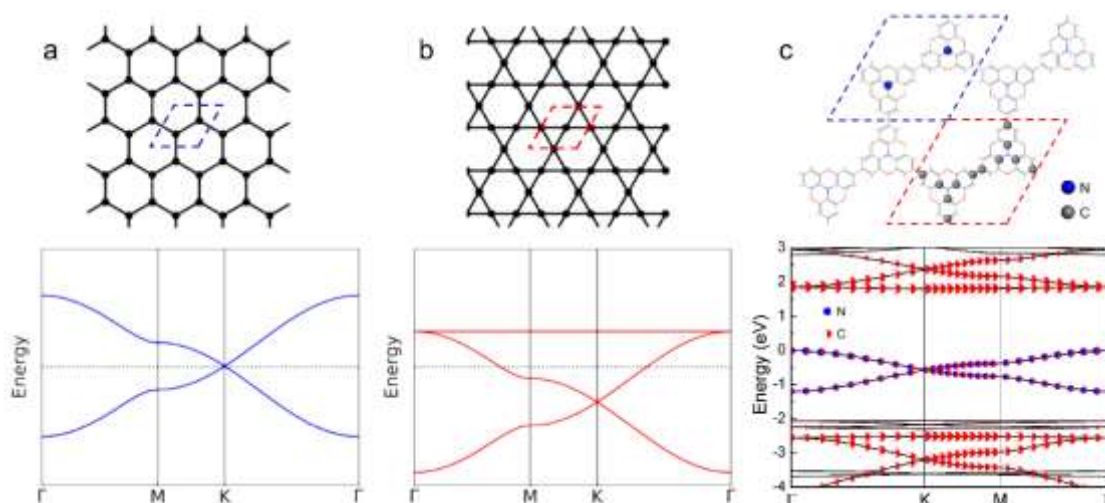 a
b
c
N
C
Energy
Γ M K Γ
Energy
Γ M K Γ
N
C
Energy (eV)
3
2
1
0
-1
-2
-3
-4
Γ K M Γ